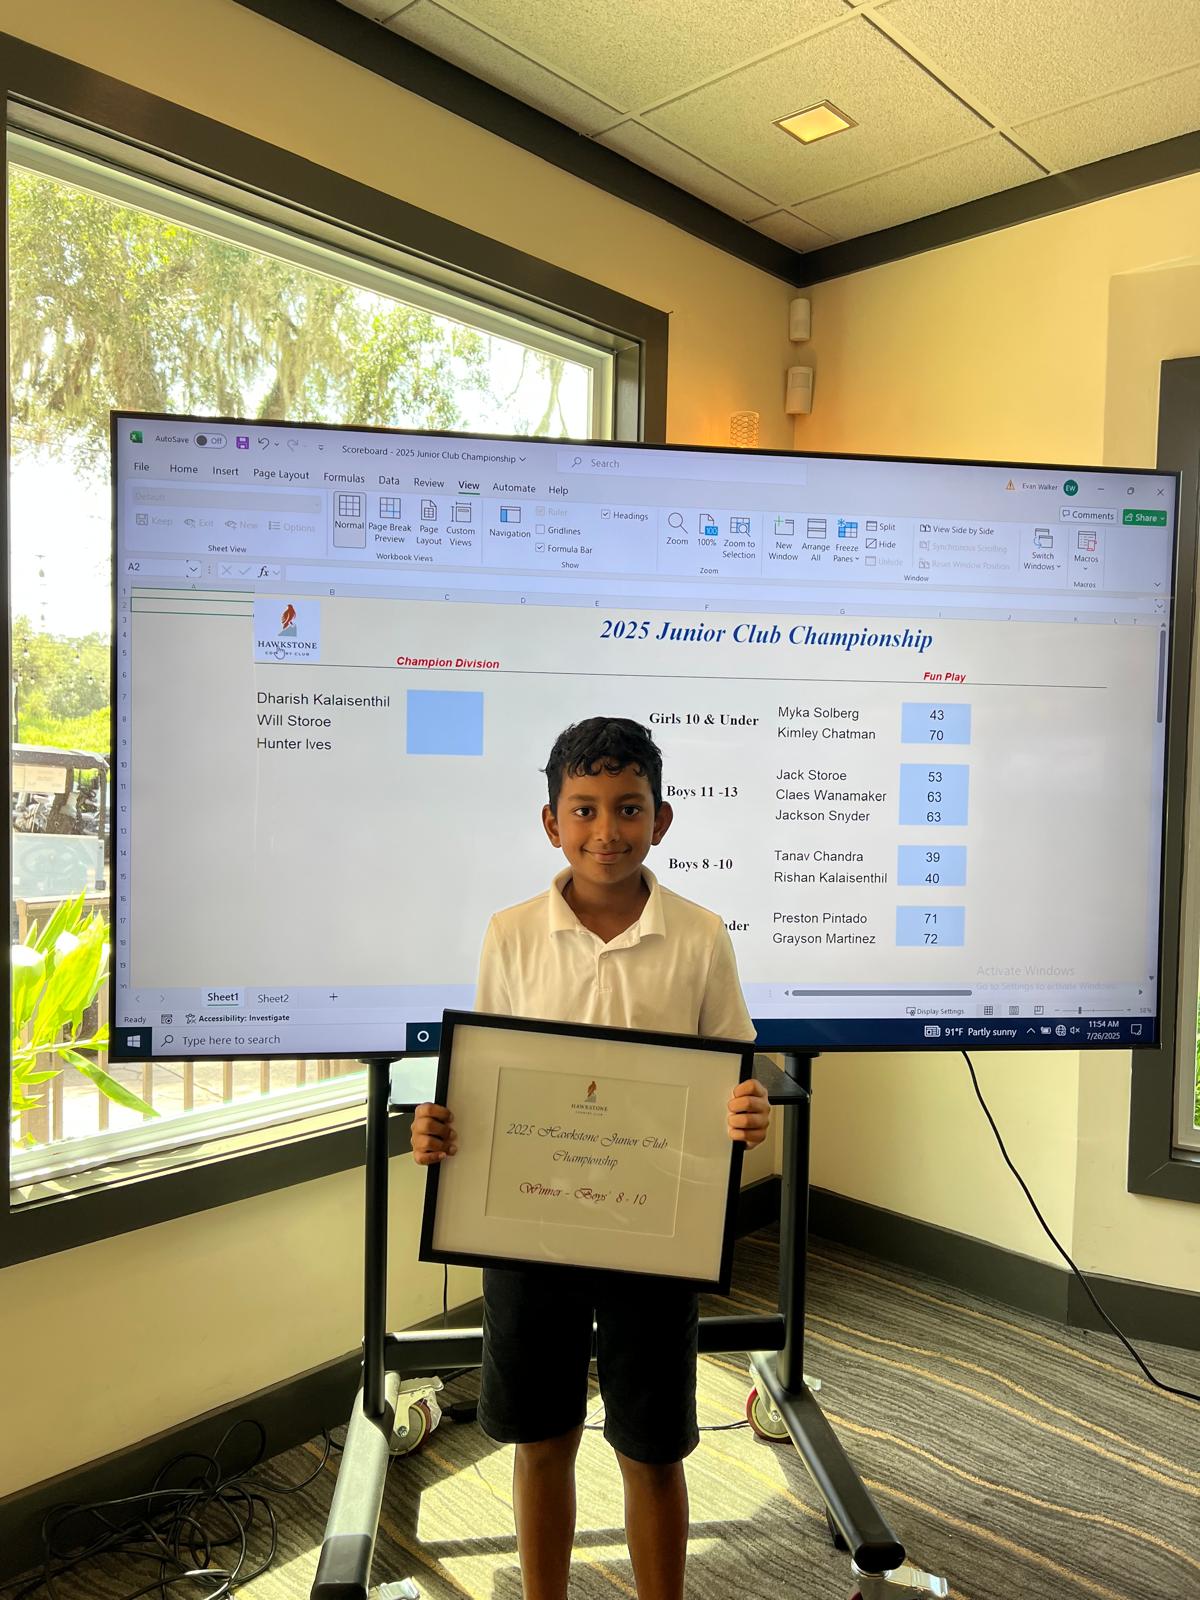 AutoSave Off
Scoreboard - 2025 Junior Club Championship
Search
Evan Walker EW
File Home Insert Page Layout Formulas Data Review View Automate Help
Comments Share
Default
Keep Exit New Options
Sheet View
Normal
Page Break Preview
Page Layout
Custom Views
Workbook Views
Navigation
Ruler
Gridlines
Formula Bar
Headings
Show
Zoom
100
100%
Zoom to Selection
Zoom
New Window
Arrange All
Freeze Panes
Split
Hide
Unhide
View Side by Side
Synchronous Scrolling
Reset Window Position
Window
Switch Windows
Macros
Macros
A2
fx
A B C D E F G
HAWKSTONE
2025 Junior Club Championship
Champion Division
Fun Play
Dharish Kalaisenthil
Will Storoe
Hunter Ives
Girls 10 & Under
Myka Solberg 43
Kimley Chatman 70
Boys 11 -13
Jack Storoe 53
Claes Wanamaker 63
Jackson Snyder 63
Boys 8 -10
Tanav Chandra 39
Rishan Kalaisenthil 40
Preston Pintado 71
Grayson Martinez 72
Activate Windows
Go to Settings to activate Windows.
Sheet1 Sheet2 +
Ready Accessibility: Investigate
Display Settings
58%
Type here to search
91°F Partly sunny
11:54 AM
7/26/2025
HAWKSTONE
COUNTRY CLUB
2025 Hawkstone Junior Club
Championship
Winner - Boys' 8 - 10